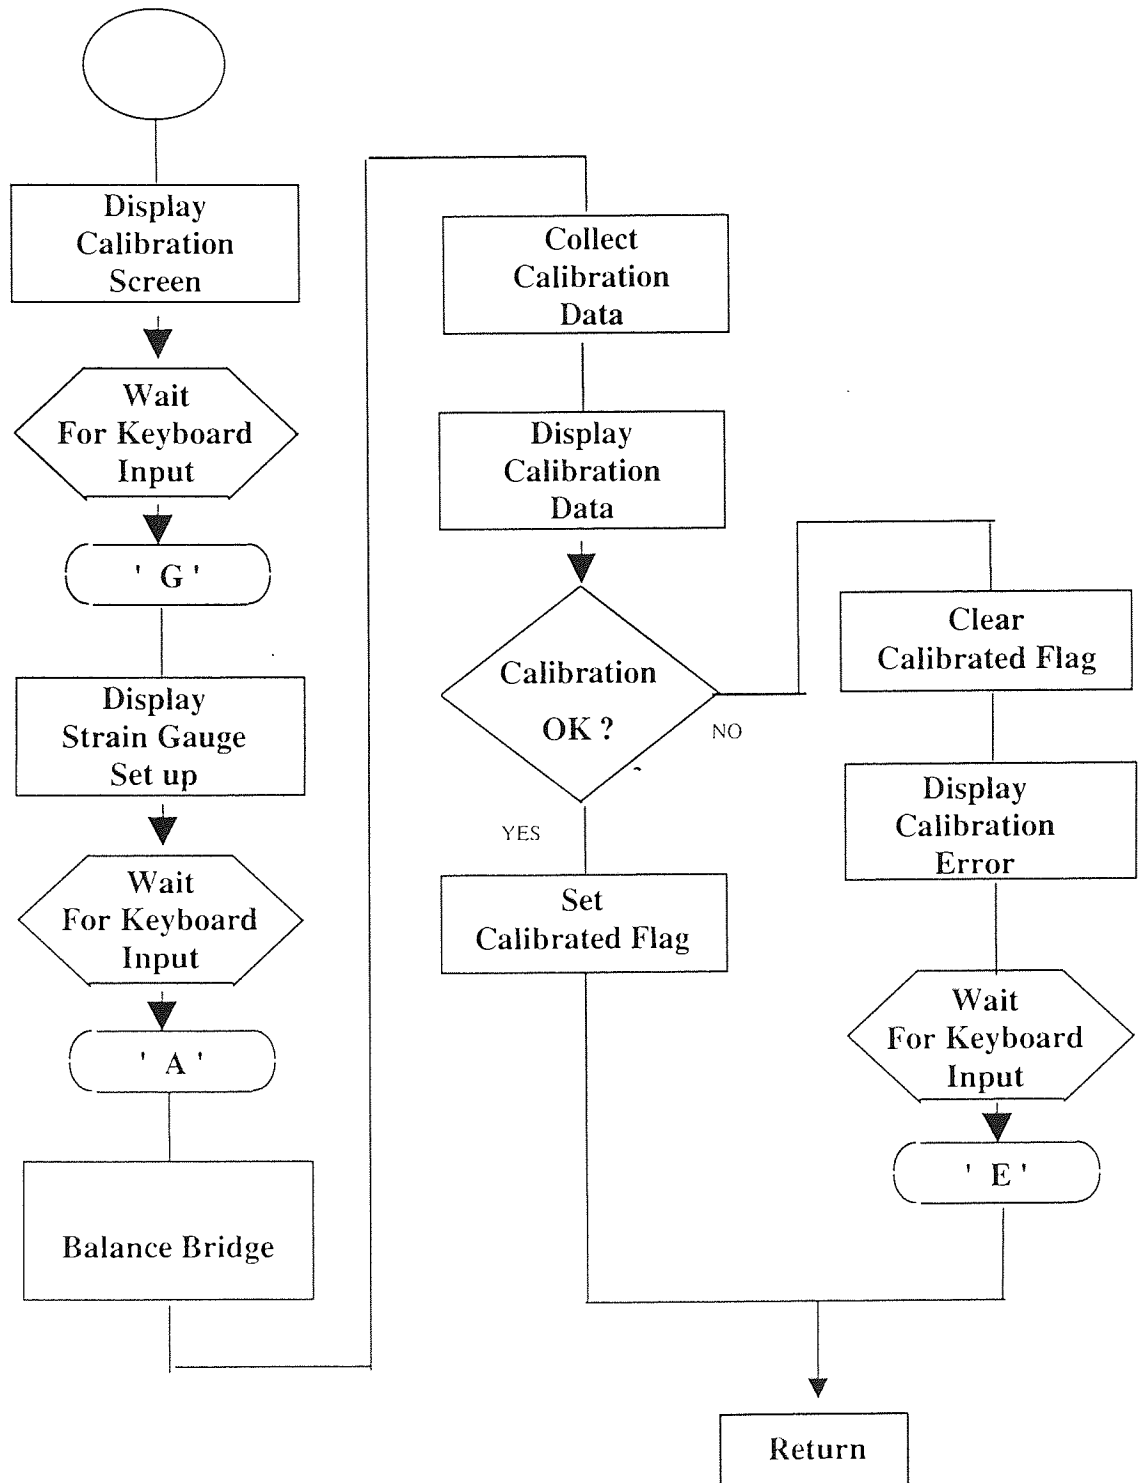 Display
Calibration
Screen
Wait
For Keyboard
Input
' G '
Display
Strain Gauge
Set up
Wait
For Keyboard
Input
' A '
Balance Bridge
Collect
Calibration
Data
Display
Calibration
Data
Calibration
OK ?
NO
YES
Set
Calibrated Flag
Clear
Calibrated Flag
Display
Calibration
Error
Wait
For Keyboard
Input
' E '
Return